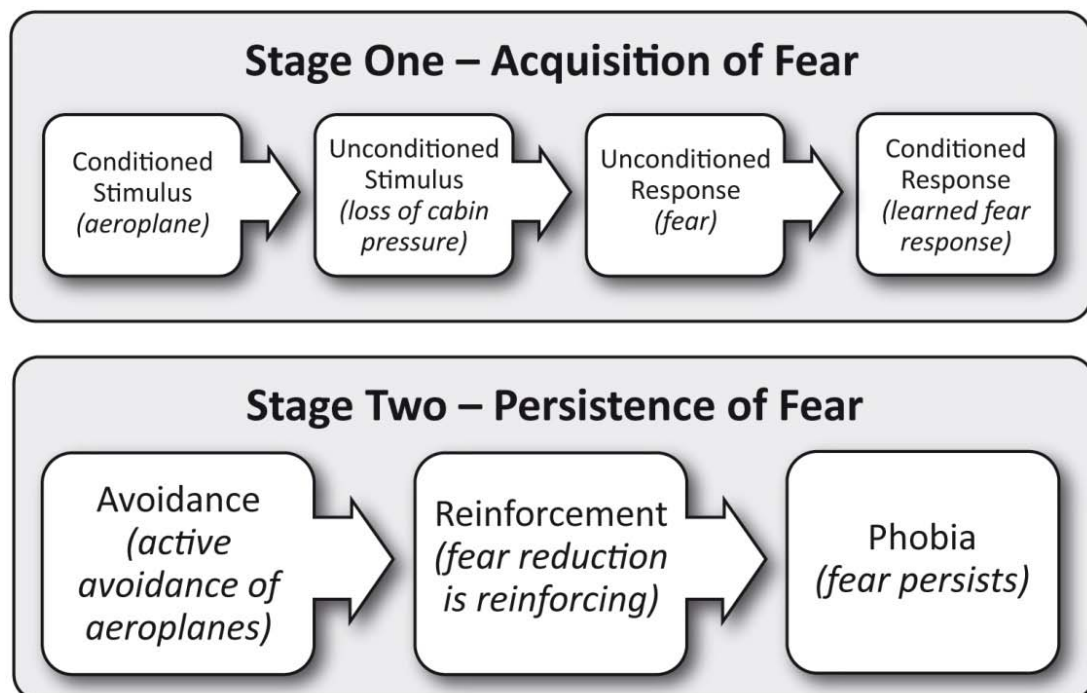 Stage One – Acquisition of Fear
Conditioned
Stimulus
(aeroplane)
Unconditioned
Stimulus
(loss of cabin
pressure)
Unconditioned
Response
(fear)
Conditioned
Response
(learned fear
response)
Stage Two – Persistence of Fear
Avoidance
(active
avoidance of
aeroplanes)
Reinforcement
(fear reduction
is reinforcing)
Phobia
(fear persists)